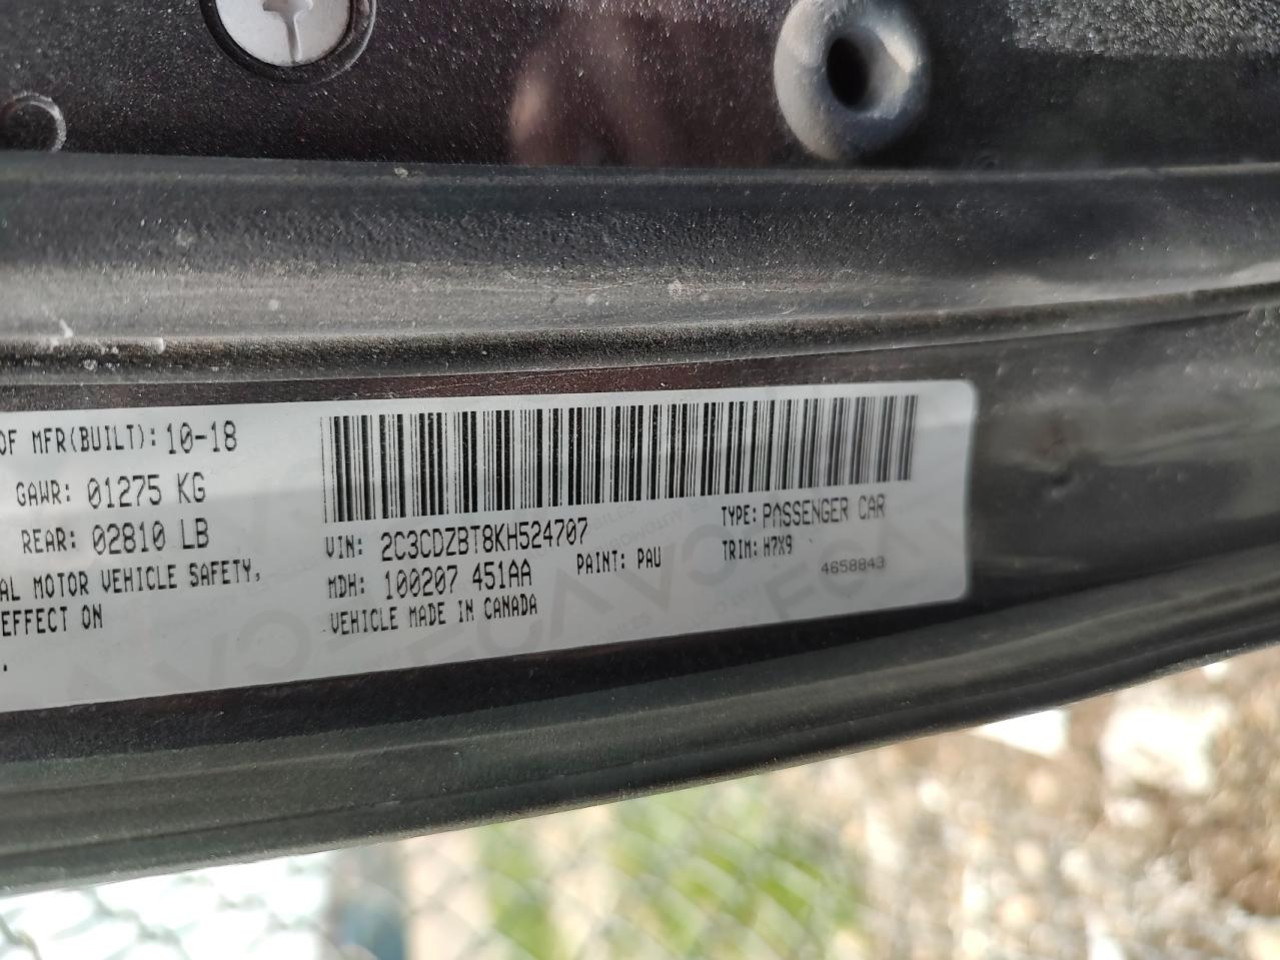 OF MFR(BUILT): 10-18
GAWR: 01275 KG
REAR: 02810 LB
AL MOTOR VEHICLE SAFETY,
EFFECT ON
.
VIN: 2C3CDZBT8KH524707
TYPE: PASSENGER CAR
MDH: 100207 451AA
PAINT: PAU
TRIM: H7X9
VEHICLE MADE IN CANADA
4658843